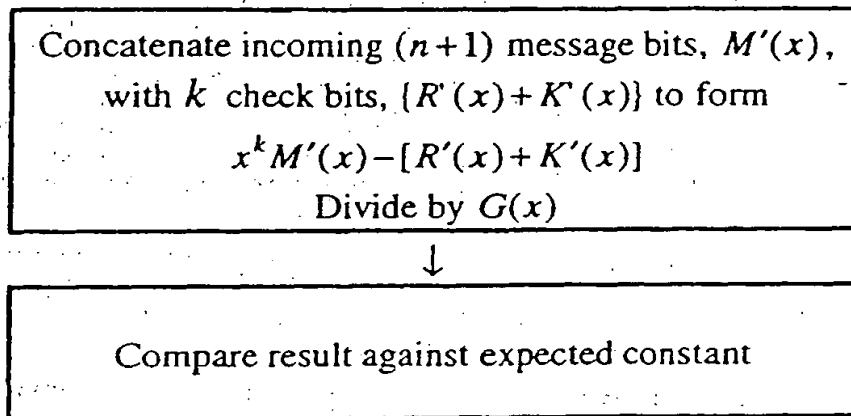 Concatenate incoming (n+1) message bits, M′(x),
with k check bits, {R′(x)+K′(x)} to form
x^k M′(x)−[R′(x)+K′(x)]
Divide by G(x)
↓
Compare result against expected constant